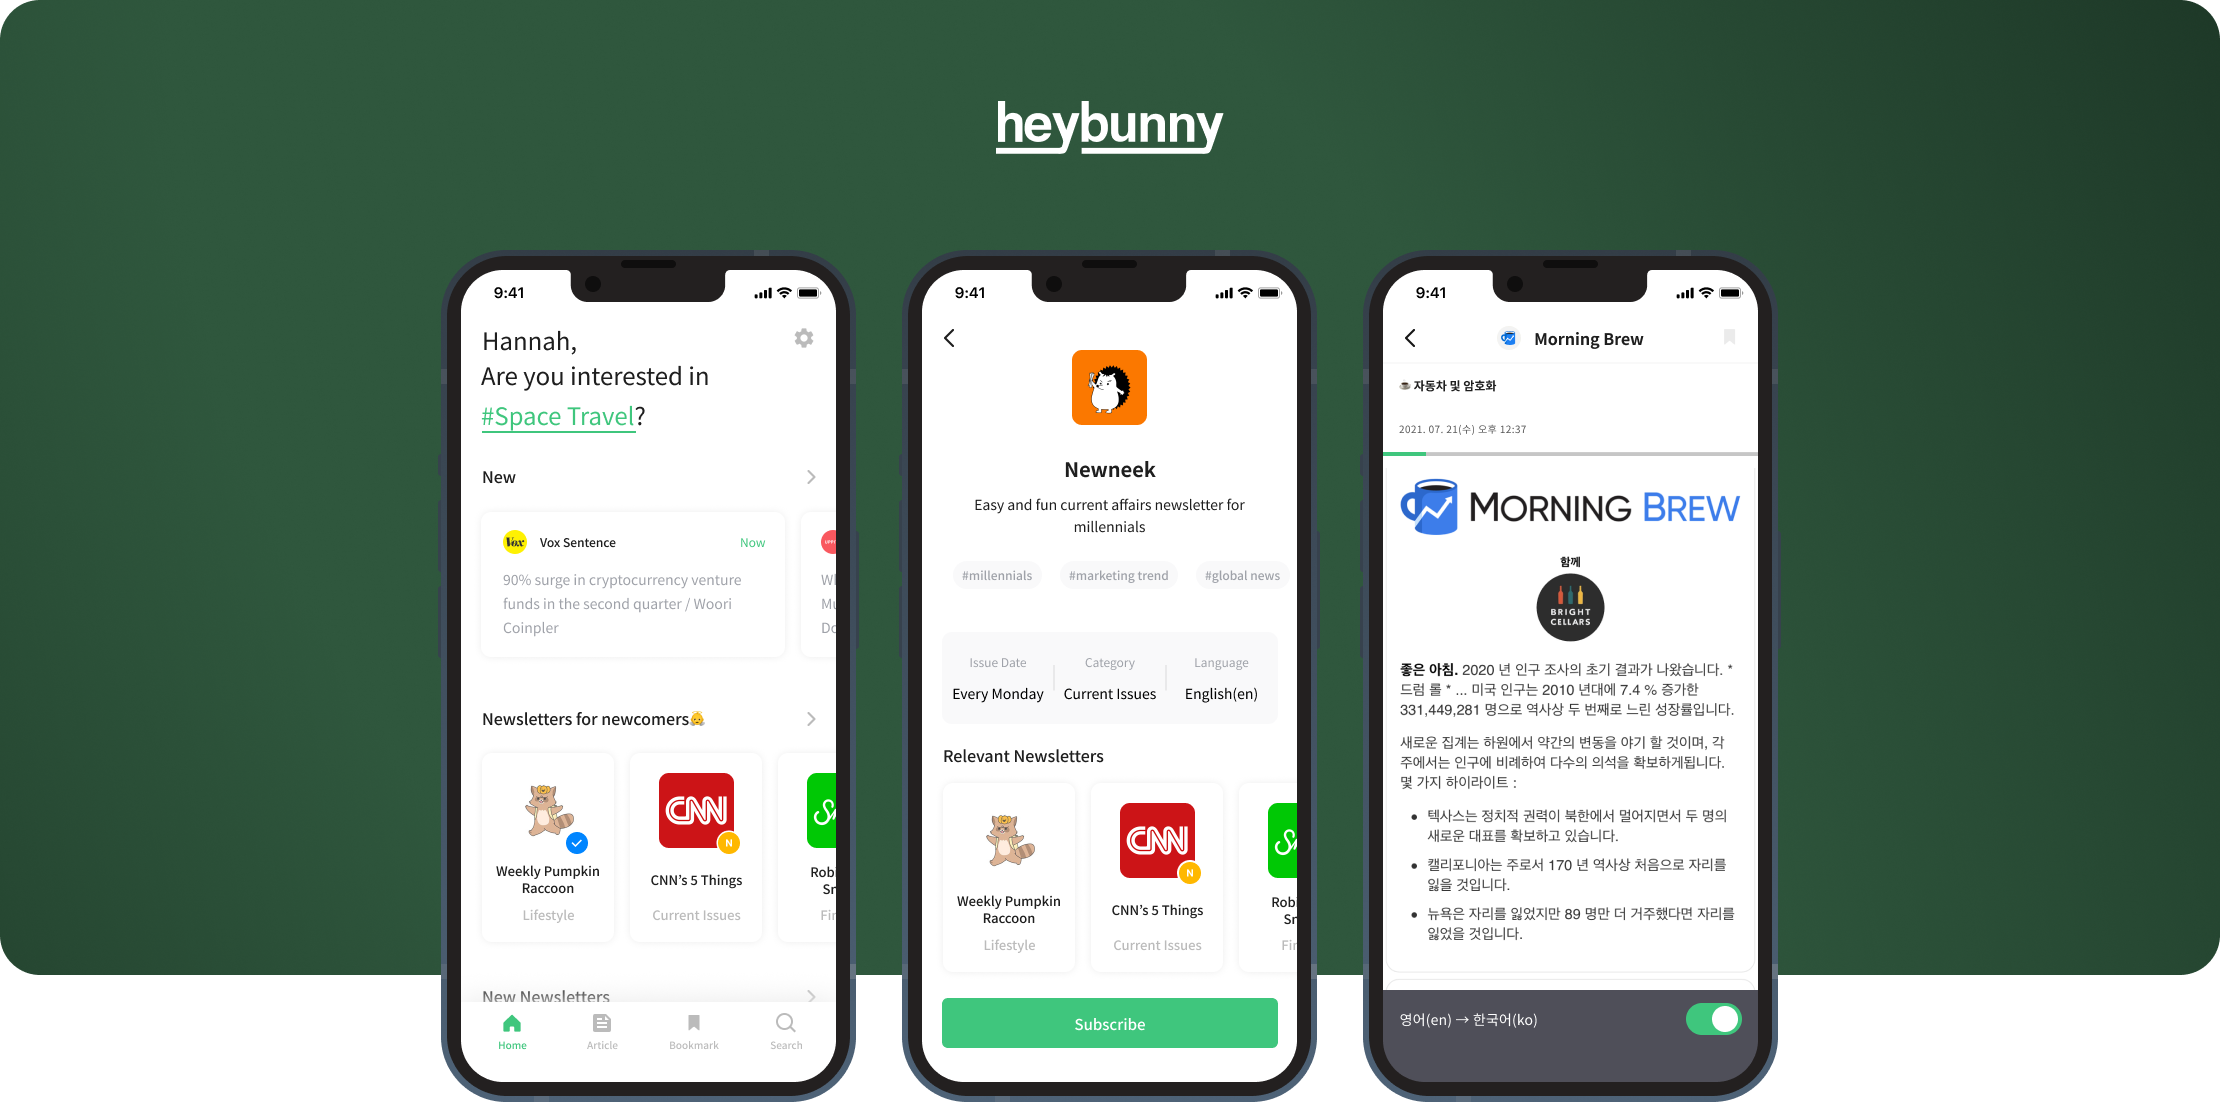 heybunny
9:41
Hannah,
Are you interested in
#Space Travel?
New
Vox
Vox Sentence
Now
90% surge in cryptocurrency venture
funds in the second quarter / Woori
Coinpler
Newsletters for newcomers
Weekly Pumpkin
Raccoon
Lifestyle
CNN
N
CNN's 5 Things
Current Issues
New Newsletters
Home
Article
Bookmark
Search
9:41
Newneek
Easy and fun current affairs newsletter for
millennials
#millennials
#marketing trend
#global news
Issue Date
Category
Language
Every Monday
Current Issues
English(en)
Relevant Newsletters
Weekly Pumpkin
Raccoon
Lifestyle
CNN
N
CNN's 5 Things
Current Issues
Subscribe
9:41
Morning Brew
자동차 및 암호화
2021. 07. 21(수) 오후 12:37
MORNING BREW
함께
BRIGHT
CELLARS
좋은 아침. 2020 년 인구 조사의 초기 결과가 나왔습니다. *
드럼 롤 * ... 미국 인구는 2010 년대에 7.4 % 증가한
331,449,281 명으로 역사상 두 번째로 느린 성장률입니다.
새로운 집계는 하원에서 약간의 변동을 야기 할 것이며, 각
주에서는 인구에 비례하여 다수의 의석을 확보하게됩니다.
몇 가지 하이라이트 :
• 텍사스는 정치적 권력이 북한에서 멀어지면서 두 명의
새로운 대표를 확보하고 있습니다.
• 캘리포니아는 주로서 170 년 역사상 처음으로 자리를
잃을 것입니다.
• 뉴욕은 자리를 잃었지만 89 명만 더 거주했다면 자리를
잃었을 것입니다.
영어(en) → 한국어(ko)